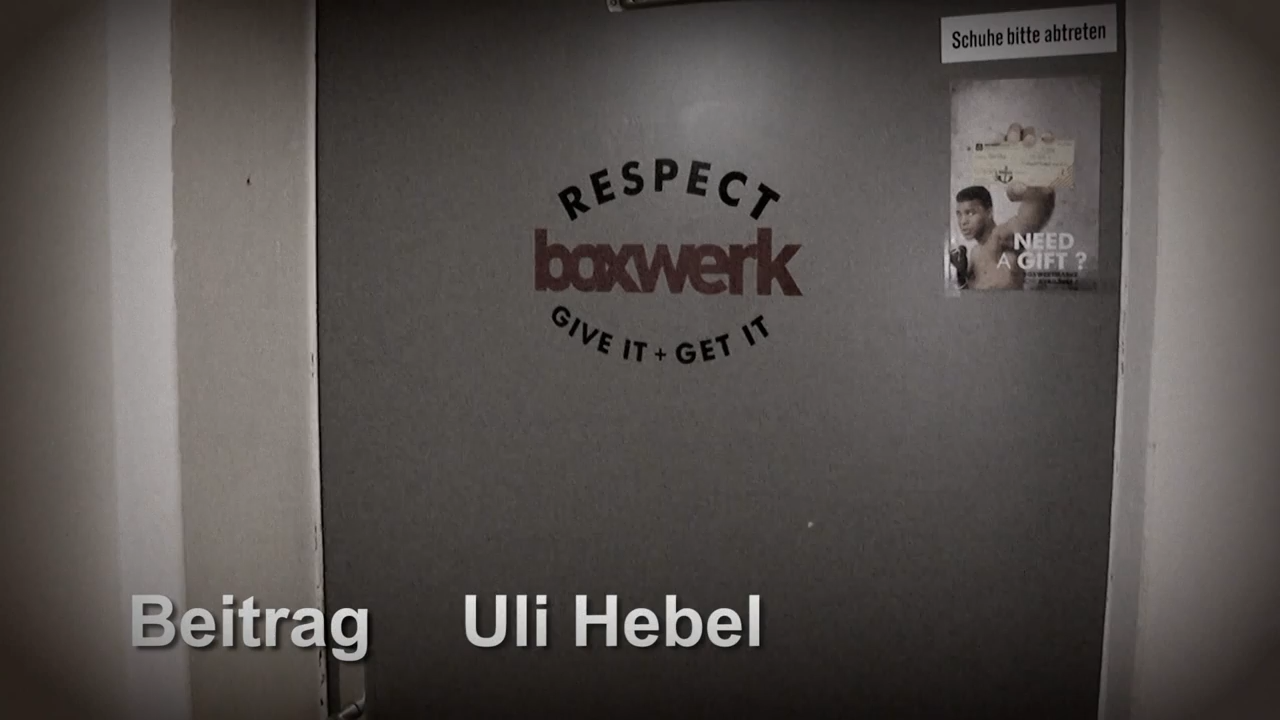 Schuhe bitte abtreten
RESPECT
boxwerk
GIVE IT + GET IT
NEED
A GIFT ?
Beitrag Uli Hebel